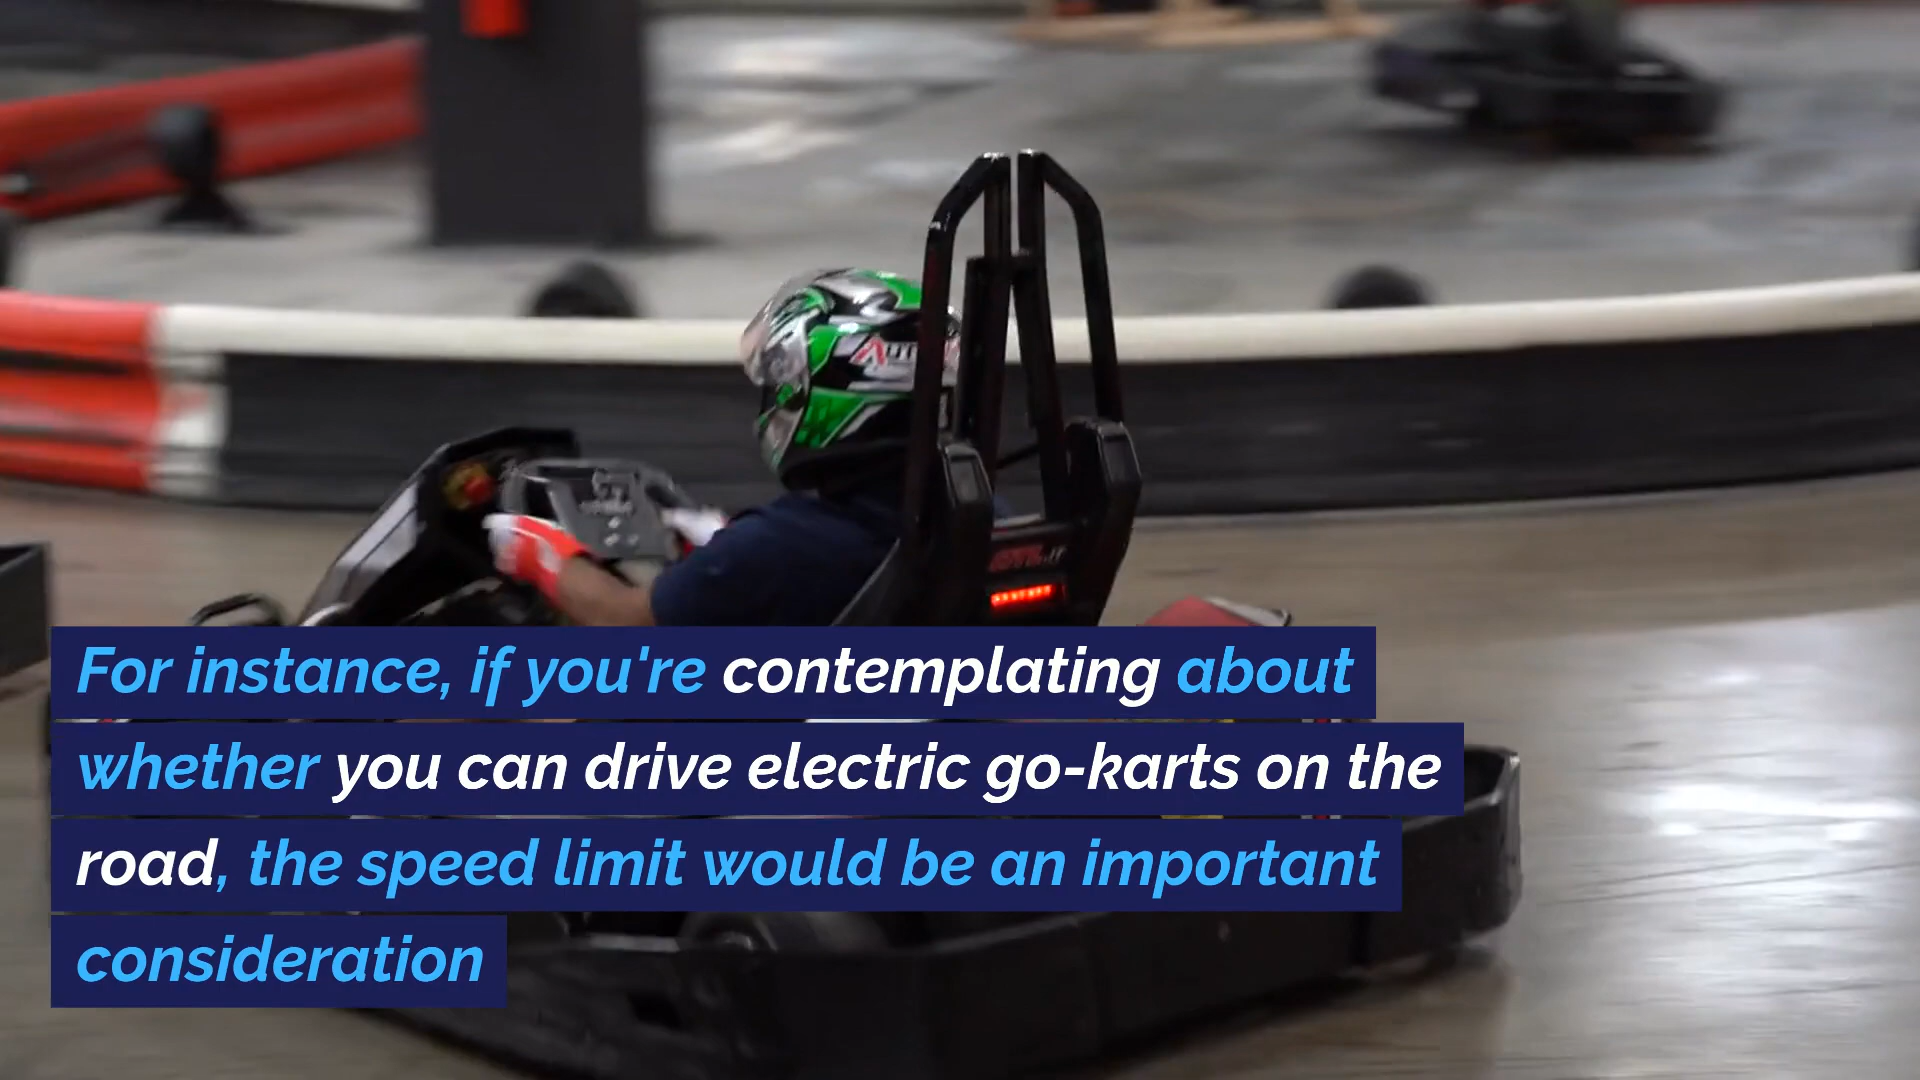 For instance, if you're contemplating about
whether you can drive electric go-karts on the
road, the speed limit would be an important
consideration